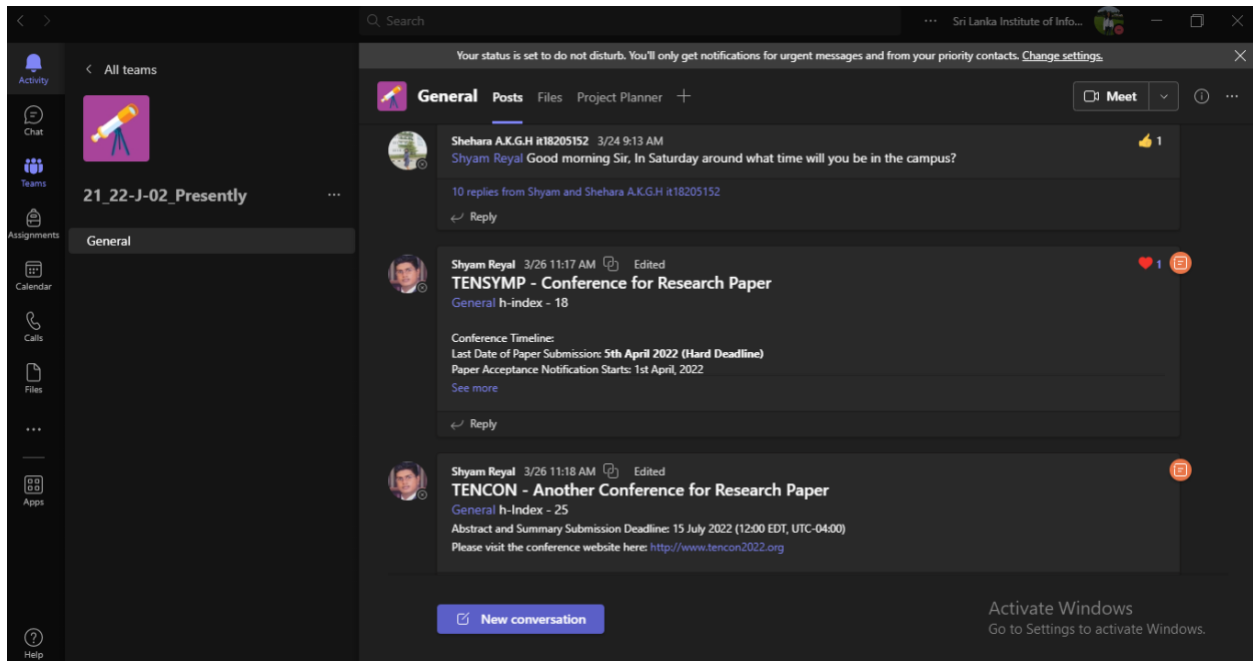 Search
Sri Lanka Institute of Info...
Your status is set to do not disturb. You'll only get notifications for urgent messages and from your priority contacts. Change settings.
Activity
Chat
Teams
Assignments
Calendar
Calls
Files
Apps
Help
All teams
21_22-J-02_Presently
General
General Posts Files Project Planner
Meet
Shehara A.K.G.H it18205152 3/24 9:13 AM
1
Shyam Reyal Good morning Sir, In Saturday around what time will you be in the campus?
10 replies from Shyam and Shehara A.K.G.H it18205152
Reply
Shyam Reyal 3/26 11:17 AM Edited
1
TENSYMP - Conference for Research Paper
General h-index - 18
Conference Timeline:
Last Date of Paper Submission: 5th April 2022 (Hard Deadline)
Paper Acceptance Notification Starts: 1st April, 2022
See more
Reply
Shyam Reyal 3/26 11:18 AM Edited
TENCON - Another Conference for Research Paper
General h-Index - 25
Abstract and Summary Submission Deadline: 15 July 2022 (12:00 EDT, UTC-04:00)
Please visit the conference website here: http://www.tencon2022.org
New conversation
Activate Windows
Go to Settings to activate Windows.